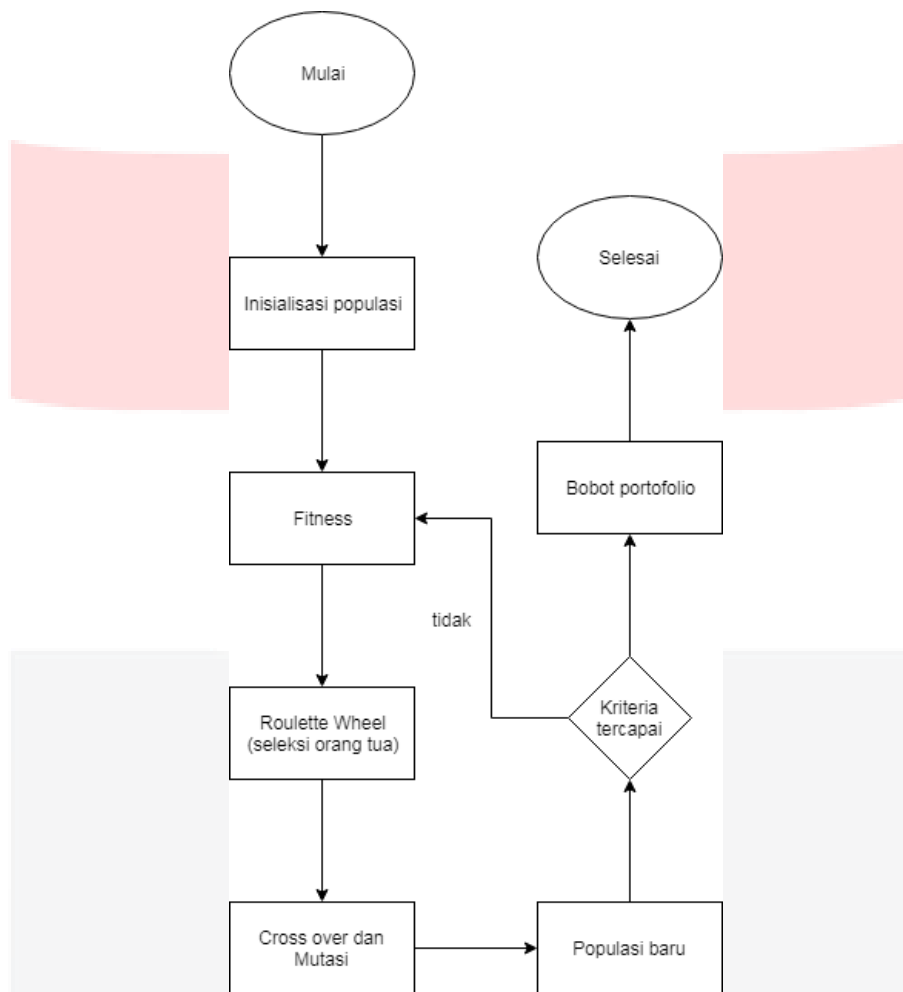 Mulai
Inisialisasi populasi
Fitness
Roulette Wheel
(seleksi orang tua)
Cross over dan
Mutasi
Populasi baru
Kriteria
tercapai
tidak
Bobot portofolio
Selesai